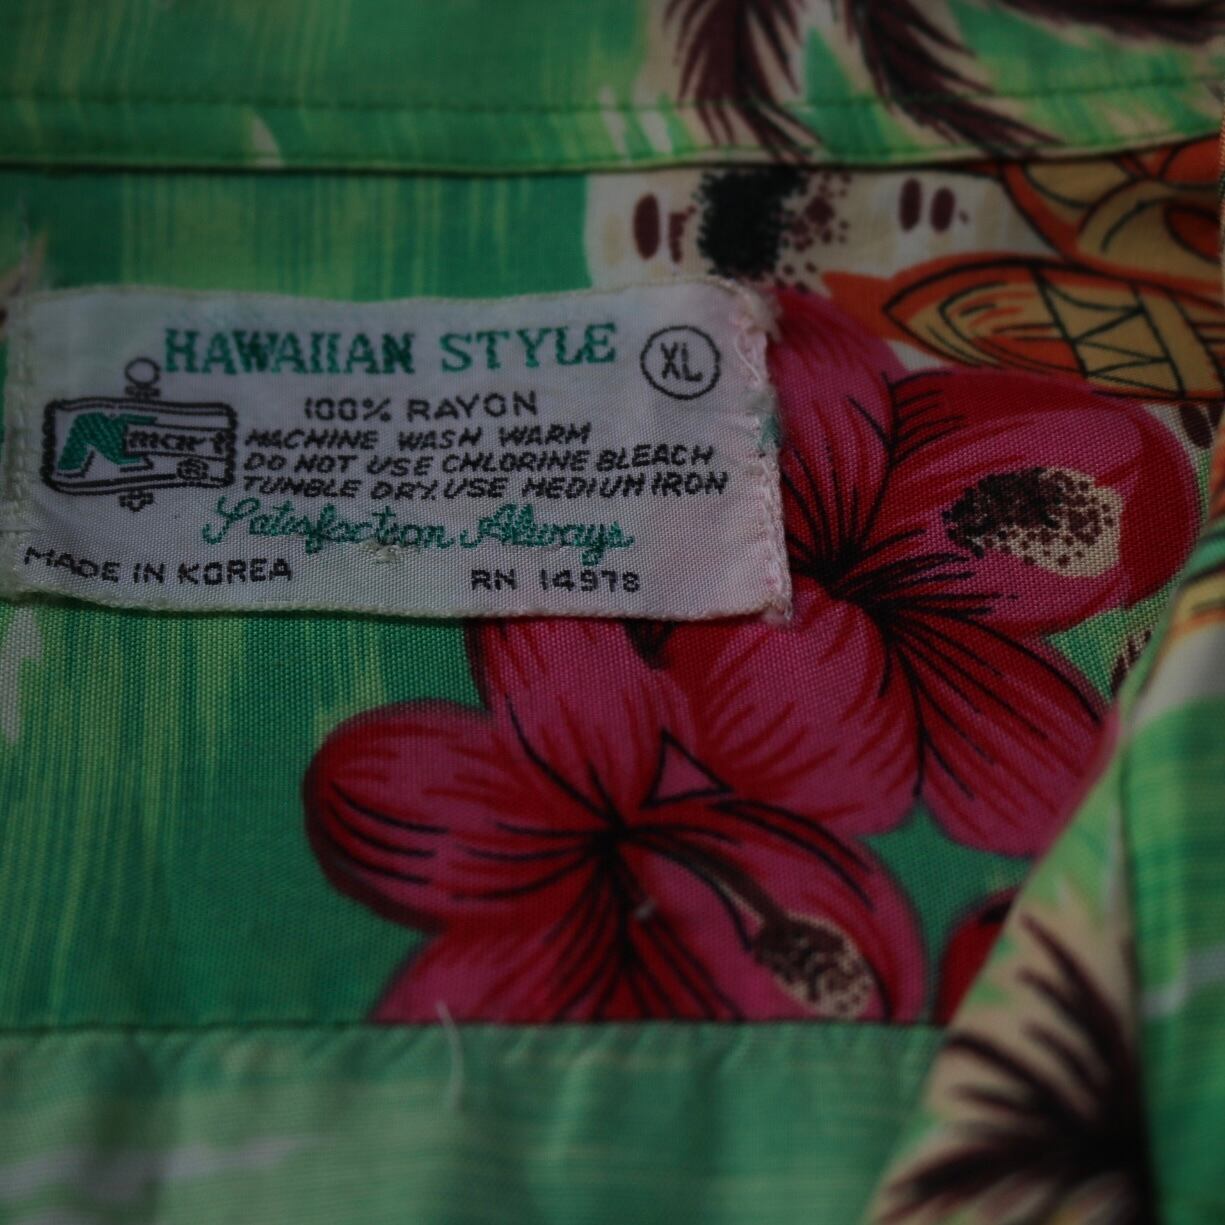 HAWAIIAN STYLE
XL
100% RAYON
Kmart
MACHINE WASH WARM
DO NOT USE CHLORINE BLEACH
TUMBLE DRY. USE MEDIUM IRON
Satisfaction Always
MADE IN KOREA RN 14978